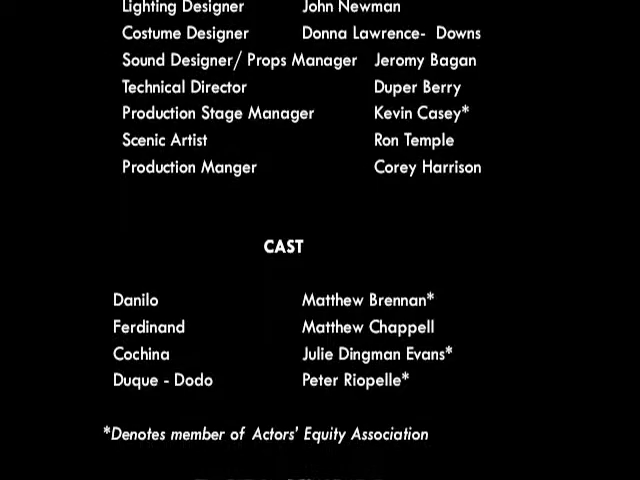 Lighting Designer John Newman
Costume Designer Donna Lawrence- Downs
Sound Designer/ Props Manager Jeromy Bagan
Technical Director Duper Berry
Production Stage Manager Kevin Casey*
Scenic Artist Ron Temple
Production Manger Corey Harrison
CAST
Danilo Matthew Brennan*
Ferdinand Matthew Chappell
Cochina Julie Dingman Evans*
Duque - Dodo Peter Riopelle*
*Denotes member of Actors' Equity Association